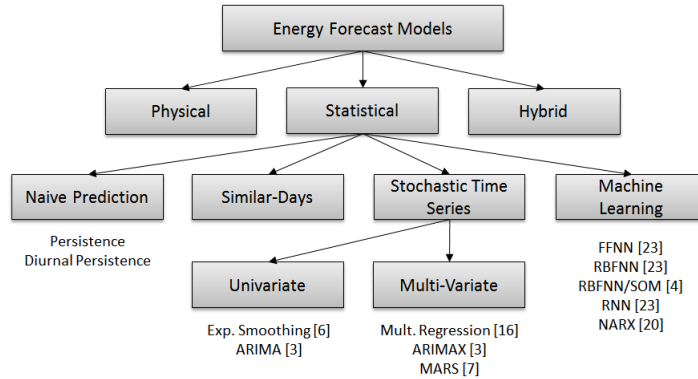 Energy Forecast Models
Physical
Statistical
Hybrid
Naive Prediction
Similar-Days
Stochastic Time
Series
Machine
Learning
Persistence
Diurnal Persistence
FFNN [23]
RBFNN [23]
RBFNN/SOM [4]
RNN [23]
NARX [20]
Univariate
Multi-Variate
Exp. Smoothing [6]
ARIMA [3]
Mult. Regression [16]
ARIMAX [3]
MARS [7]